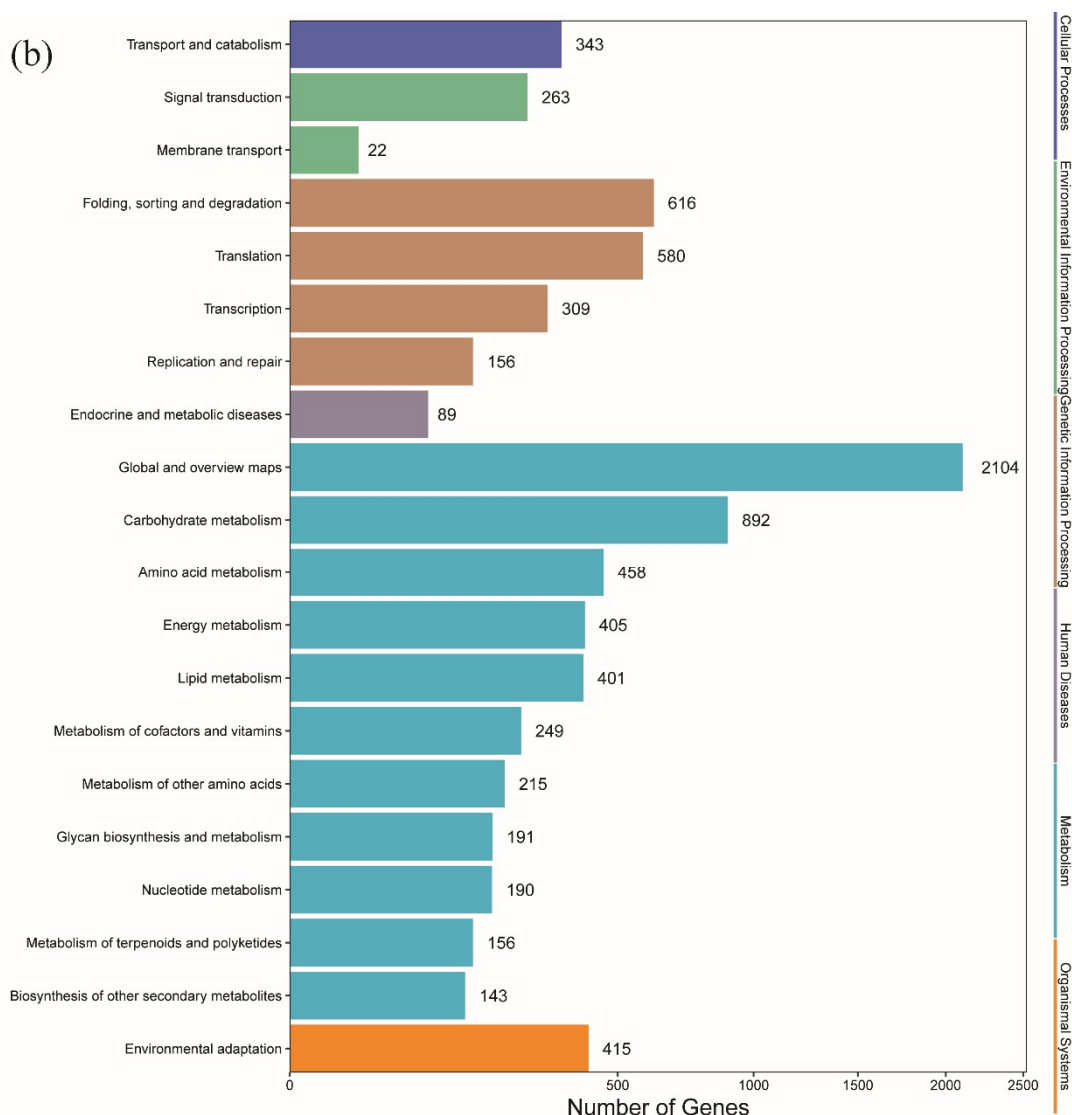 (b)
Transport and catabolism 343
Signal transduction 263
Membrane transport 22
Folding, sorting and degradation 616
Translation 580
Transcription 309
Replication and repair 156
Endocrine and metabolic diseases 89
Global and overview maps 2104
Carbohydrate metabolism 892
Amino acid metabolism 458
Energy metabolism 405
Lipid metabolism 401
Metabolism of cofactors and vitamins 249
Metabolism of other amino acids 215
Glycan biosynthesis and metabolism 191
Nucleotide metabolism 190
Metabolism of terpenoids and polyketides 156
Biosynthesis of other secondary metabolites 143
Environmental adaptation 415
0 500 1000 1500 2000 2500
Number of Genes
Cellular Processes
Environmental Information Processing
Genetic Information Processing
Human Diseases
Metabolism
Organismal Systems